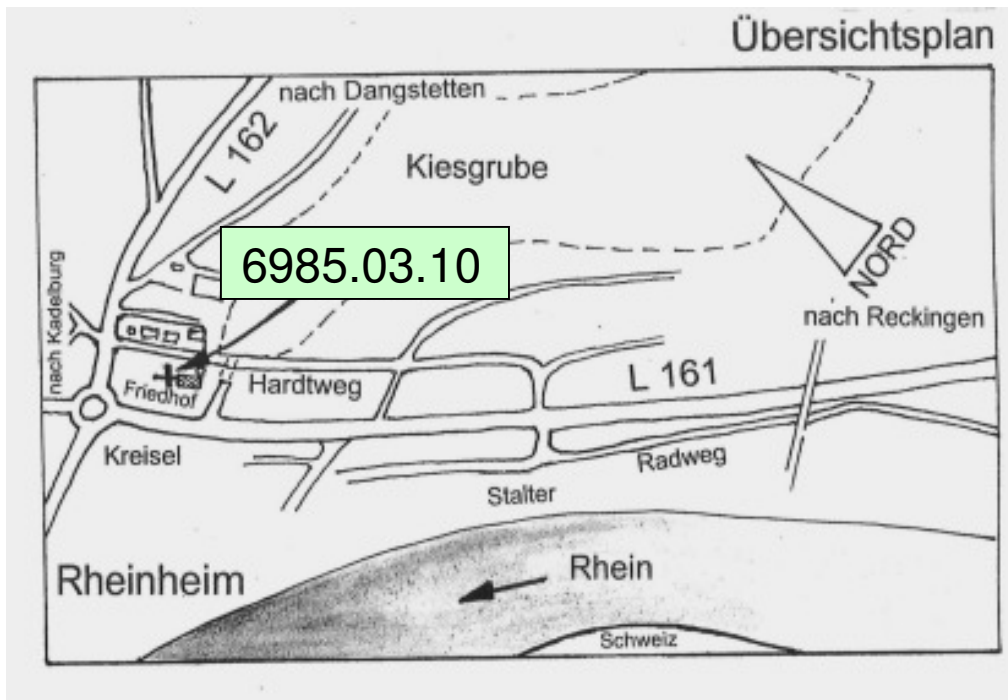 Übersichtsplan
nach Dangstetten
L 162
Kiesgrube
6985.03.10
NORD
nach Kadelburg
nach Reckingen
Friedhof
Hardtweg
L 161
Kreisel
Radweg
Stalter
Rheinheim
Rhein
Schweiz